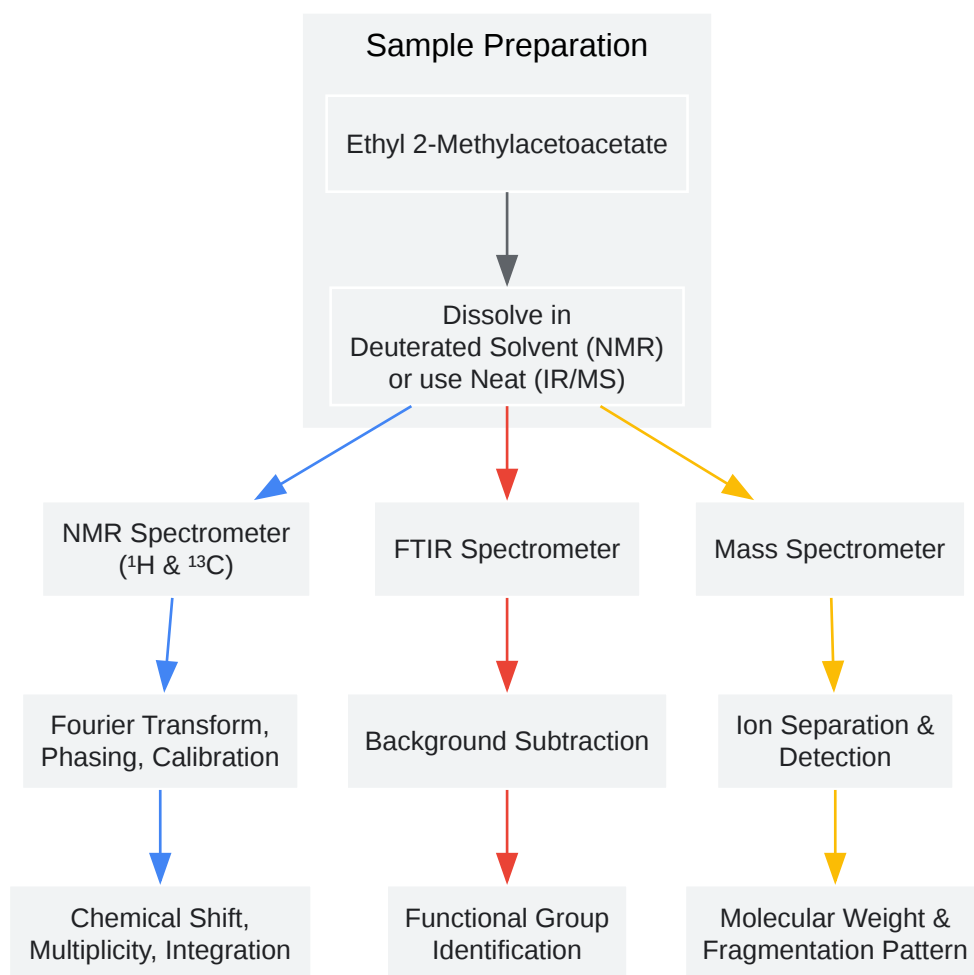 Sample Preparation
Ethyl 2-Methylacetoacetate
Dissolve in
Deuterated Solvent (NMR)
or use Neat (IR/MS)
NMR Spectrometer
(¹H & ¹³C)
FTIR Spectrometer
Mass Spectrometer
Fourier Transform,
Phasing, Calibration
Background Subtraction
Ion Separation &
Detection
Chemical Shift,
Multiplicity, Integration
Functional Group
Identification
Molecular Weight &
Fragmentation Pattern